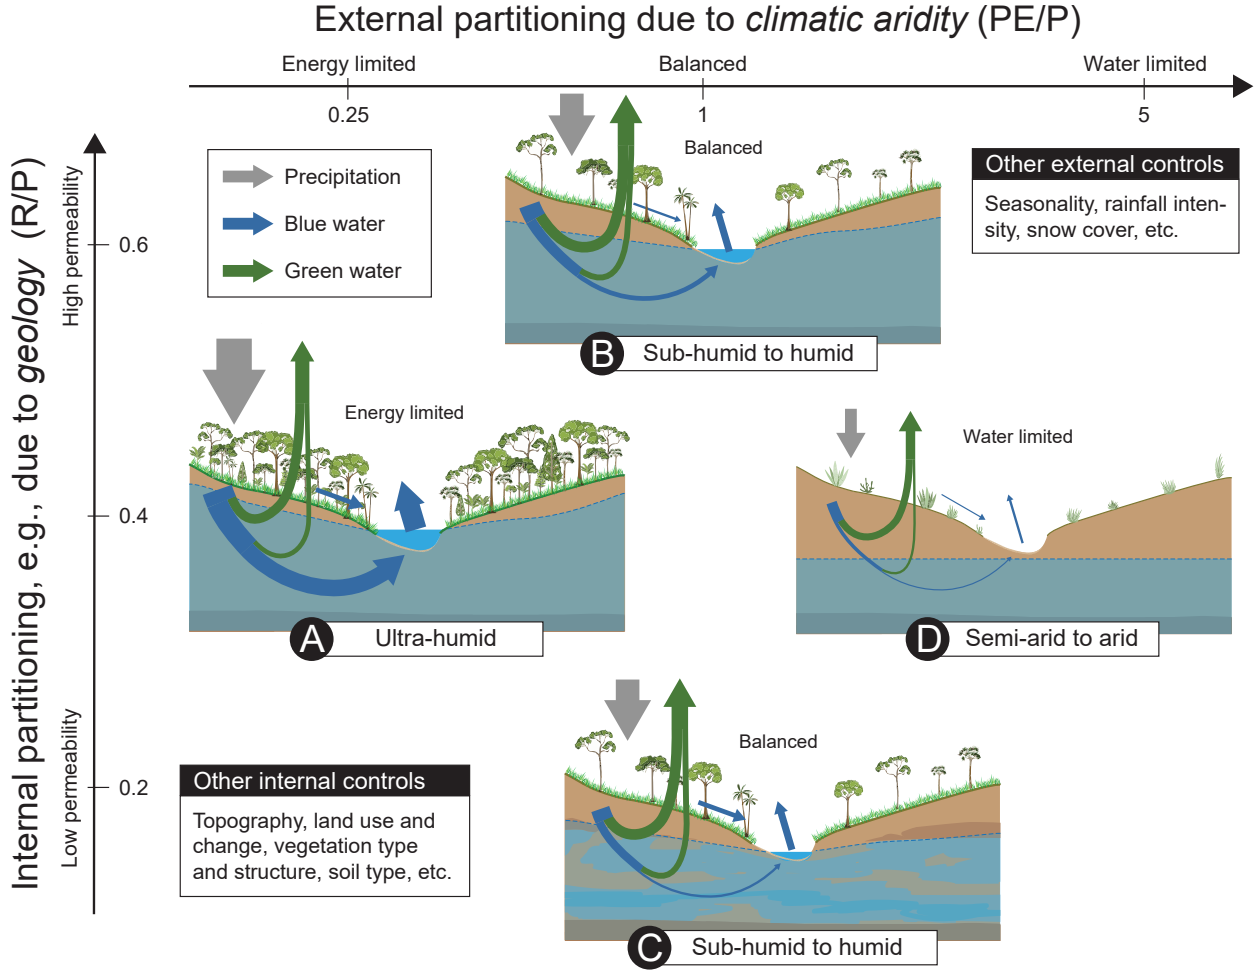 External partitioning due to climatic aridity (PE/P)
Energy limited
Balanced
Water limited
0.25
1
5
Internal partitioning, e.g., due to geology (R/P)
High permeability
Low permeability
0.6
0.4
0.2
Precipitation
Blue water
Green water
Balanced
B Sub-humid to humid
Other external controls
Seasonality, rainfall inten-
sity, snow cover, etc.
Energy limited
A Ultra-humid
Water limited
D Semi-arid to arid
Balanced
C Sub-humid to humid
Other internal controls
Topography, land use and
change, vegetation type
and structure, soil type, etc.